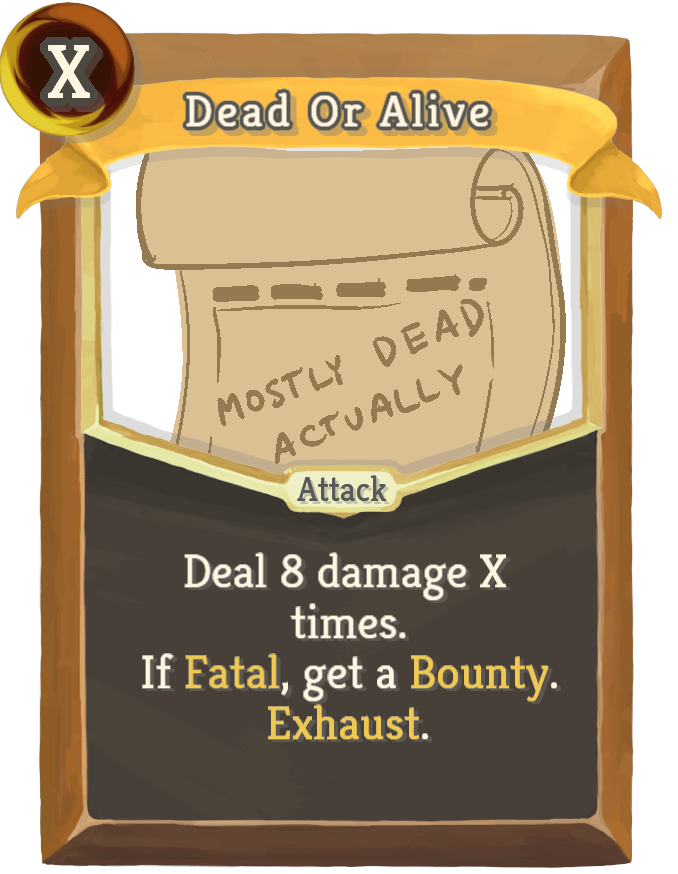 X
Dead Or Alive
MOSTLY DEAD
ACTUALLY
Attack
Deal 8 damage X
times.
If Fatal, get a Bounty.
Exhaust.